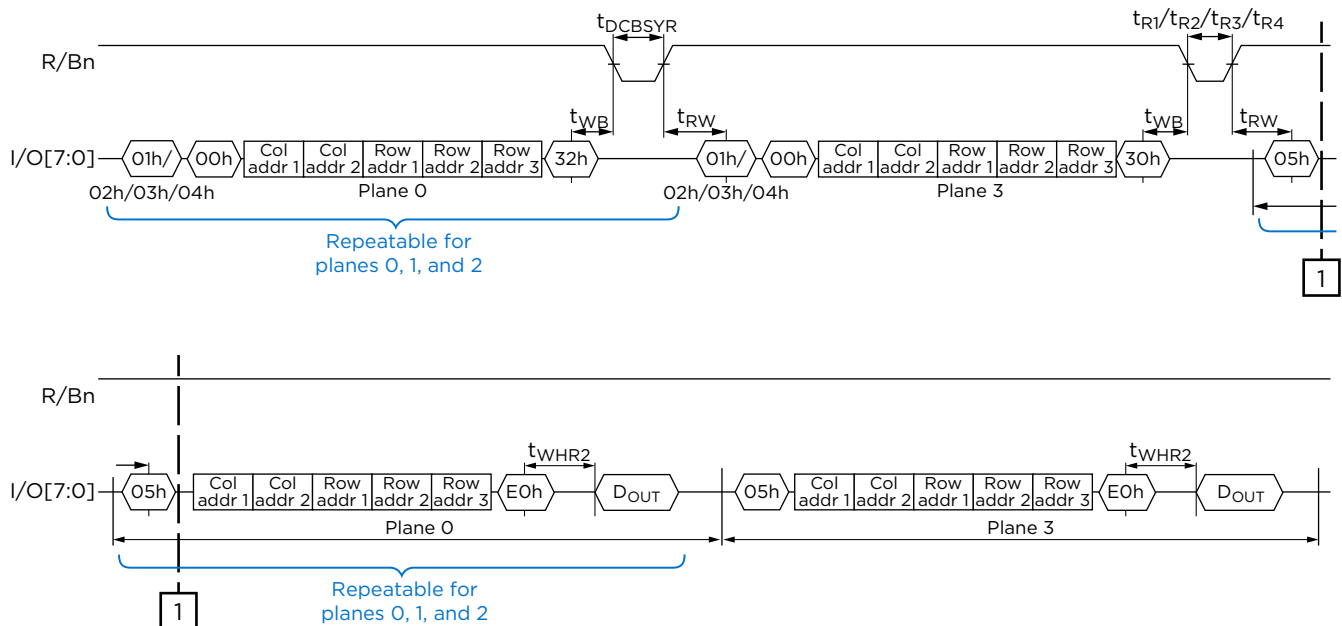 tDCBSYR
tR1/tR2/tR3/tR4
R/Bn
tWB
tRW
tWB
tRW
I/O[7:0] 01h/ 00h Col addr 1 Col addr 2 Row addr 1 Row addr 2 Row addr 3 32h 01h/ 00h Col addr 1 Col addr 2 Row addr 1 Row addr 2 Row addr 3 30h 05h
02h/03h/04h Plane 0 02h/03h/04h Plane 3
Repeatable for
planes 0, 1, and 2
1
R/Bn
tWHR2
tWHR2
I/O[7:0] 05h Col addr 1 Col addr 2 Row addr 1 Row addr 2 Row addr 3 E0h DOUT 05h Col addr 1 Col addr 2 Row addr 1 Row addr 2 Row addr 3 E0h DOUT
Plane 0 Plane 3
Repeatable for
planes 0, 1, and 2
1